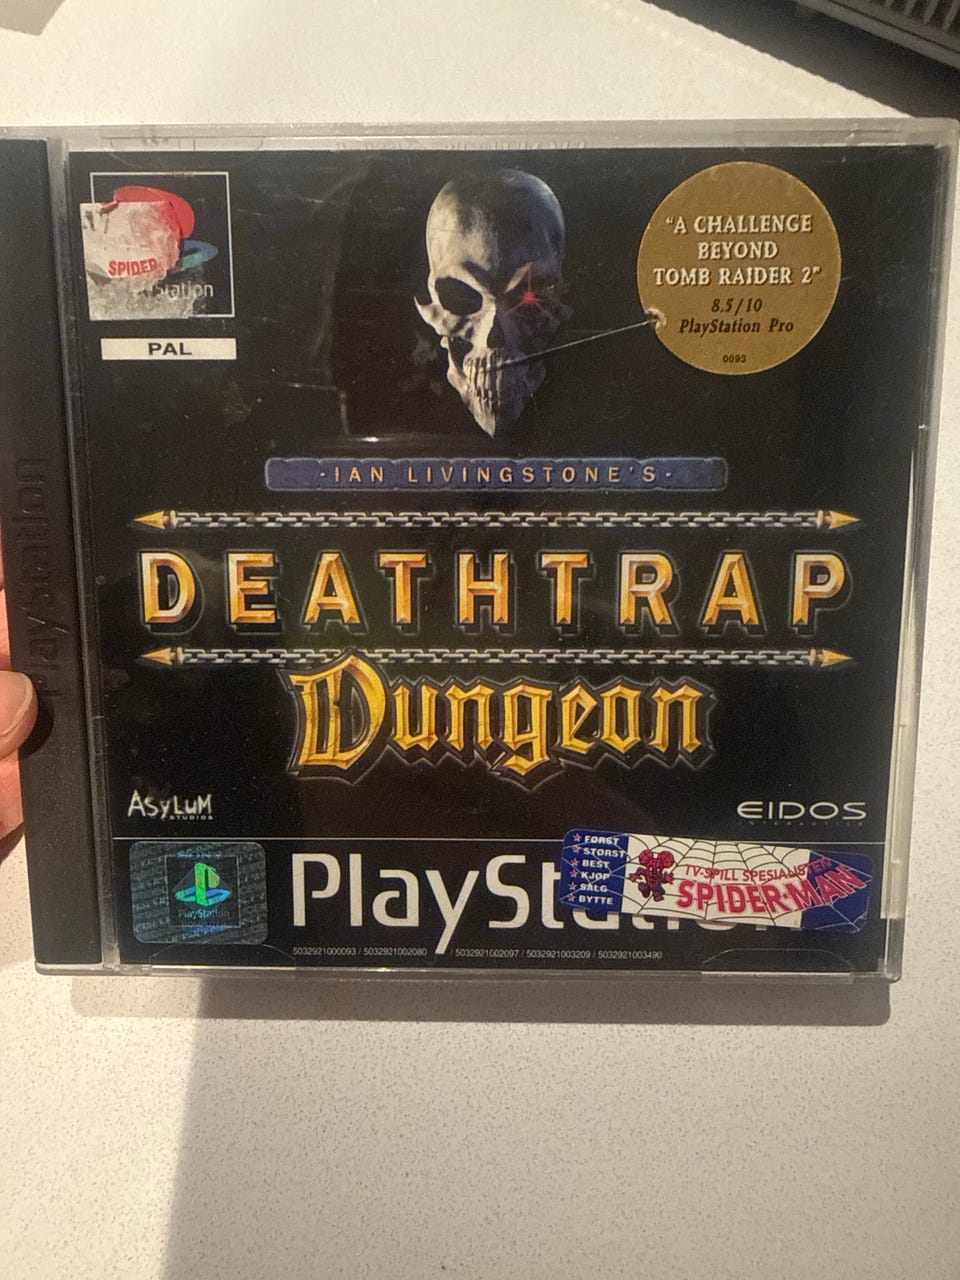 SPIDER
Station
PAL
"A CHALLENGE
BEYOND
TOMB RAIDER 2"
8.5/10
PlayStation Pro
0093
·IAN LIVINGSTONE'S·
DEATHTRAP
Dungeon
ASYLUM
STUDIOS
EIDOS
INTERACTIVE
SONY
PlayStation
PlayStation
FØRST
STØRST
BEST
KJØP
SALG
BYTTE
TV-SPILL SPESIALISTEN
SPIDER-MAN
5032921000093 / 5032921002080 / 5032921002097 / 5032921003209 / 5032921003490
PlayStation